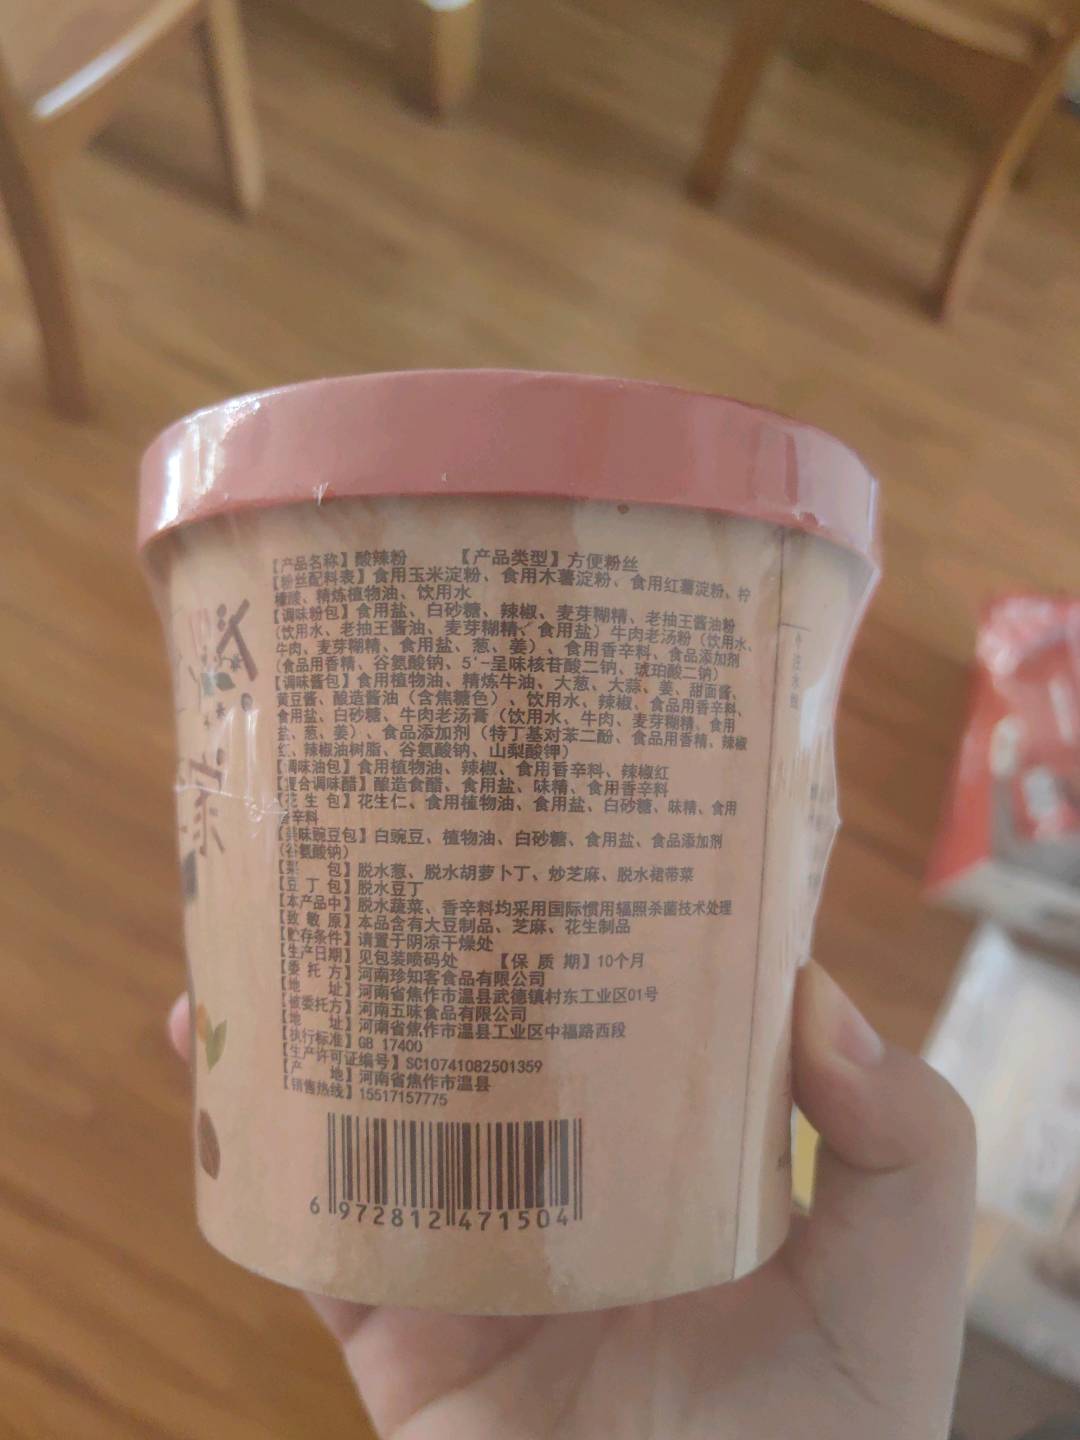 【产品名称】酸辣粉 【产品类型】方便粉丝
【粉丝配料表】食用玉米淀粉、食用木薯淀粉、食用红薯淀粉、柠
檬酸、精炼植物油、饮用水
【调味粉包】食用盐、白砂糖、辣椒、麦芽糊精、老抽王酱油粉
（饮用水、老抽王酱油、麦芽糊精、食用盐）牛肉老汤粉（饮用水、
牛肉、麦芽糊精、食用盐、葱、姜）、食用香辛料、食品添加剂
（食品用香精、谷氨酸钠、5'-呈味核苷酸二钠、琥珀酸二钠）
【调味酱包】食用植物油、精炼牛油、大葱、大蒜、姜、甜面酱、
黄豆酱、酿造酱油（含焦糖色）、饮用水、辣椒、食用香辛料、
食用盐、白砂糖、牛肉老汤膏（饮用水、牛肉、麦芽糊精、食用
盐、葱、姜）、食品添加剂（特丁基对苯二酚、食品用香精、辣椒
红、辣椒油树脂、谷氨酸钠、山梨酸钾）
【调味油包】食用植物油、辣椒、食用香辛料、辣椒红
【复合调味醋】酿造食醋、食用盐、味精、食用香辛料
【花 生 包】花生仁、食用植物油、食用盐、白砂糖、味精、食用
香辛料
【美味豌豆包】白豌豆、植物油、白砂糖、食用盐、食品添加剂
（谷氨酸钠）
【菜 包】脱水葱、脱水胡萝卜丁、炒芝麻、脱水裙带菜
【豆 丁 包】脱水豆丁
【本产品中】脱水蔬菜、香辛料均采用国际惯用辐照杀菌技术处理
【致 敏 原】本品含有大豆制品、芝麻、花生制品
【贮存条件】请置于阴凉干燥处
【生产日期】见包装喷码处 【保 质 期】10个月
【委 托 方】河南珍知客食品有限公司
【地 址】河南省焦作市温县武德镇村东工业区01号
【被委托方】河南五味食品有限公司
【地 址】河南省焦作市温县工业区中福路西段
【执行标准】GB 17400
【生产许可证编号】SC10741082501359
【产 地】河南省焦作市温县
【销售热线】15517157775
6 972812 471504